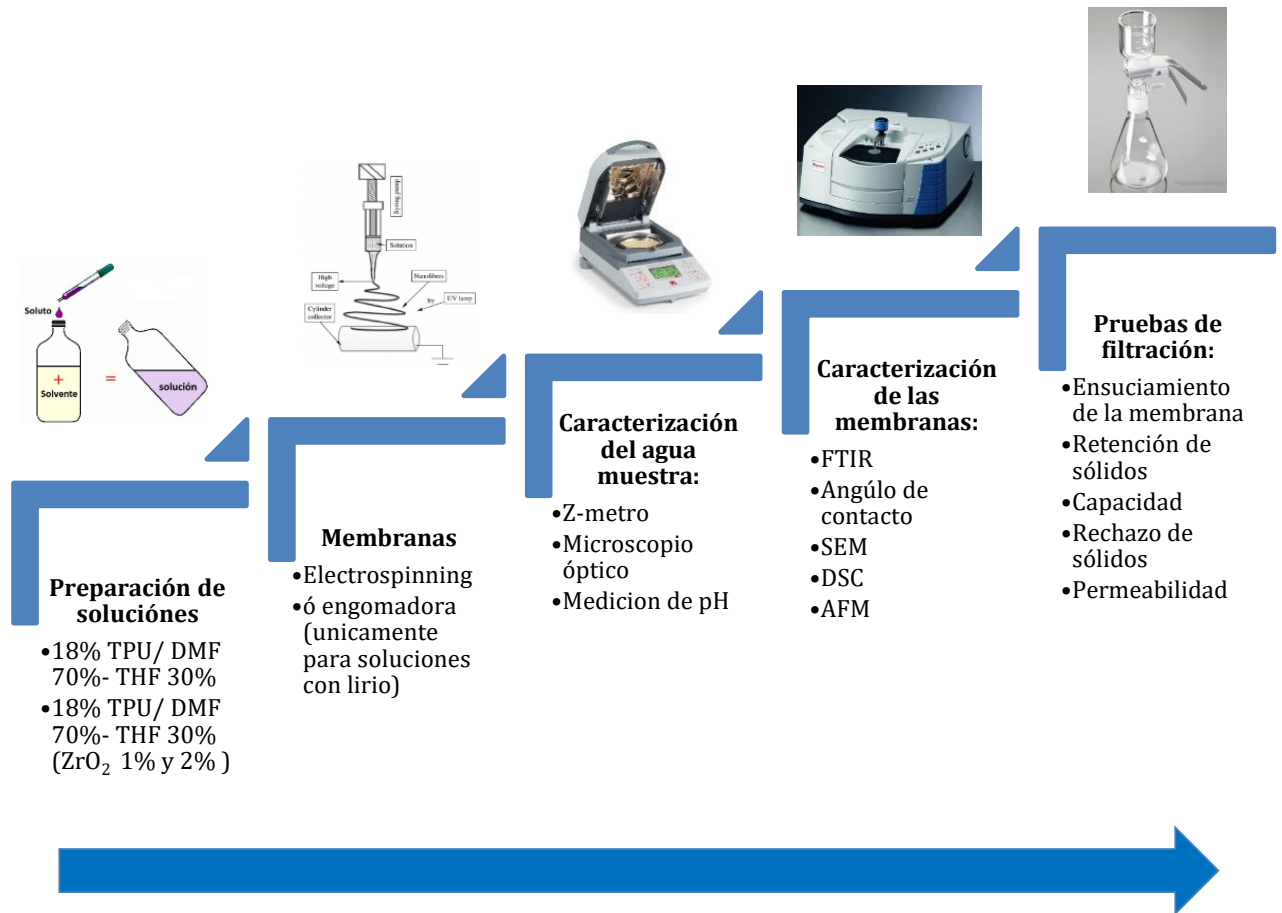 Soluto
+
Solvente
=
solución
Preparación de
soluciónes
•18% TPU/ DMF
70%- THF 30%
•18% TPU/ DMF
70%- THF 30%
(ZrO₂ 1% y 2% )
Solution
High
voltage
Nanofibers
by
UV lamp
Cylinder
collector
Membranas
•Electrospinning
•ó engomadora
(unicamente
para soluciones
con lirio)
Caracterización
del agua
muestra:
•Z-metro
•Microscopio
óptico
•Medicion de pH
Caracterización
de las
membranas:
•FTIR
•Angúlo de
contacto
•SEM
•DSC
•AFM
Pruebas de
filtración:
•Ensuciamiento
de la membrana
•Retención de
sólidos
•Capacidad
•Rechazo de
sólidos
•Permeabilidad